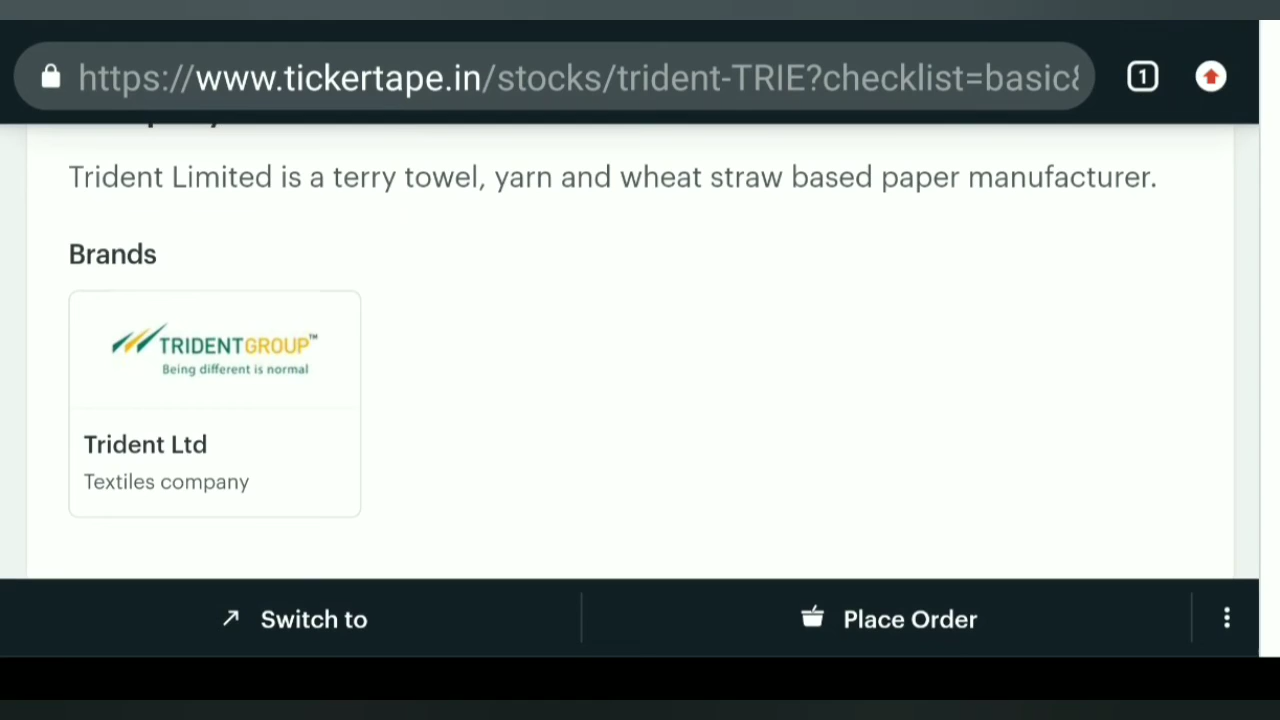 https://www.tickertape.in/stocks/trident-TRIE?checklist=basic
1
Trident Limited is a terry towel, yarn and wheat straw based paper manufacturer.
Brands
TRIDENTGROUP™
Being different is normal
Trident Ltd
Textiles company
Switch to
Place Order